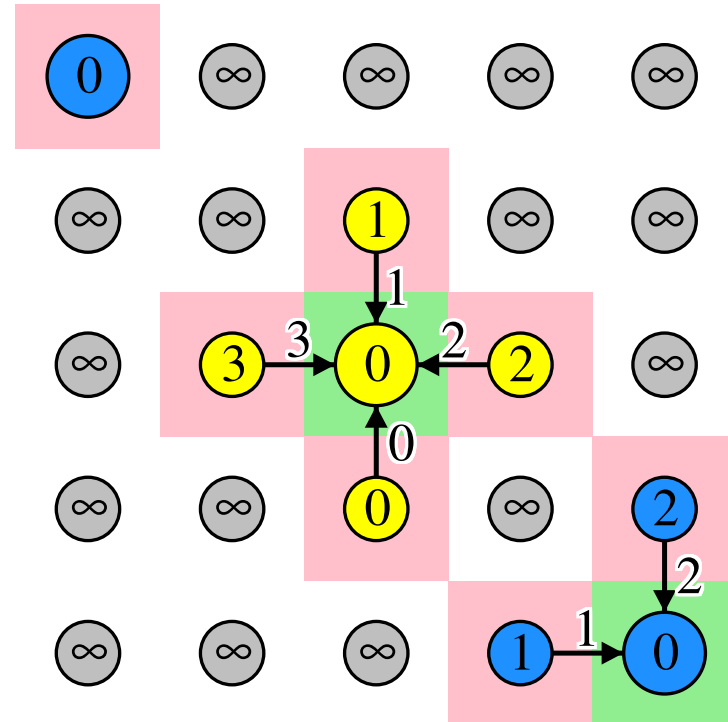 0 ∞ ∞ ∞ ∞
∞ ∞ 1 ∞ ∞
1
∞ 3 3 0 2 2 ∞
0
∞ ∞ 0 ∞ 2
2
∞ ∞ ∞ 1 1 0